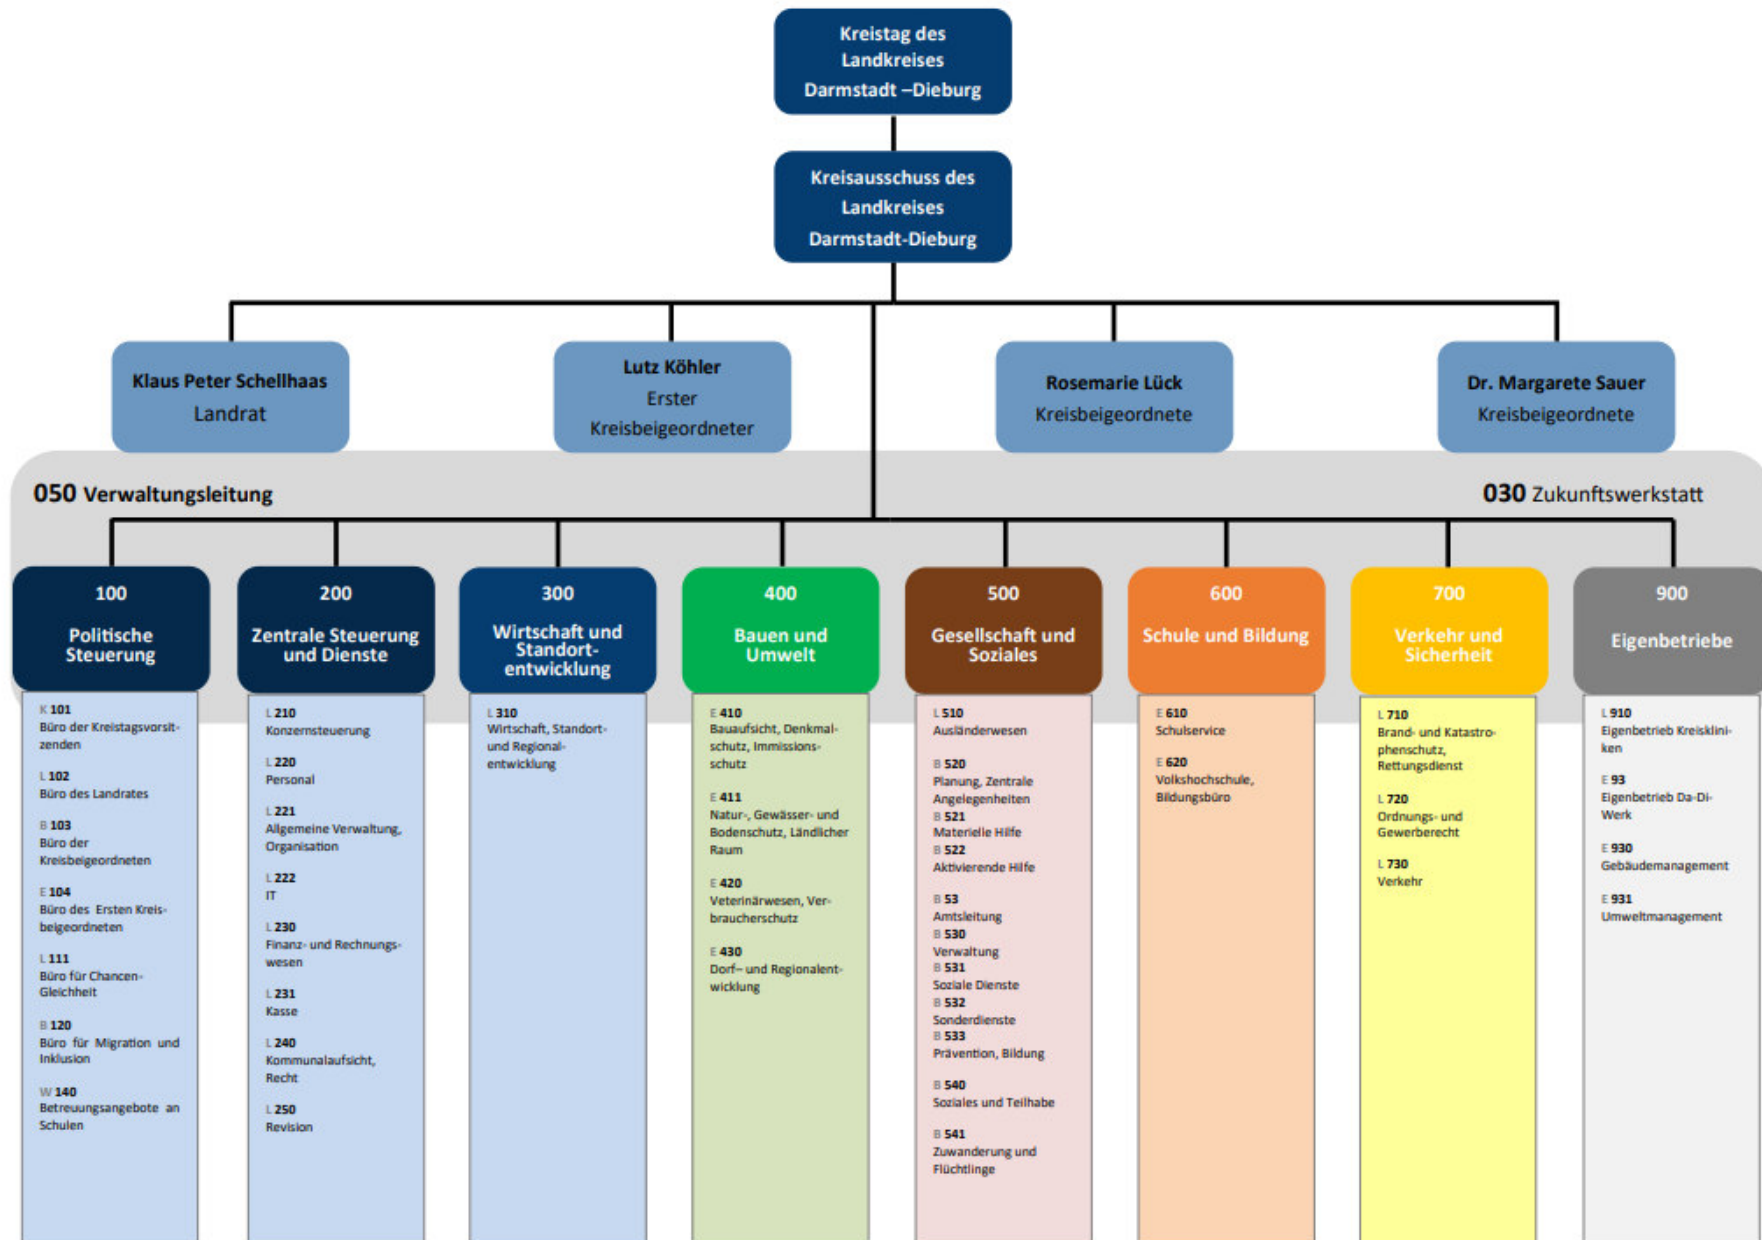 Kreistag des
Landkreises
Darmstadt –Dieburg
Kreisausschuss des
Landkreises
Darmstadt-Dieburg
Klaus Peter Schellhaas
Landrat
Lutz Köhler
Erster
Kreisbeigeordneter
Rosemarie Lück
Kreisbeigeordnete
Dr. Margarete Sauer
Kreisbeigeordnete
050 Verwaltungsleitung
030 Zukunftswerkstatt
100
Politische
Steuerung
K 101
Büro der Kreistagsvorsit-
zenden
L 102
Büro des Landrates
B 103
Büro der
Kreisbeigeordneten
E 104
Büro des Ersten Kreis-
beigeordneten
L 111
Büro für Chancen-
Gleichheit
B 120
Büro für Migration und
Inklusion
W 140
Betreuungsangebote an
Schulen
200
Zentrale Steuerung
und Dienste
L 210
Konzernsteuerung
L 220
Personal
L 221
Allgemeine Verwaltung,
Organisation
L 222
IT
L 230
Finanz- und Rechnungs-
wesen
L 231
Kasse
L 240
Kommunalaufsicht,
Recht
L 250
Revision
300
Wirtschaft und
Standort-
entwicklung
L 310
Wirtschaft, Standort-
und Regional-
entwicklung
400
Bauen und
Umwelt
E 410
Bauaufsicht, Denkmal-
schutz, Immissions-
schutz
E 411
Natur-, Gewässer- und
Bodenschutz, Ländlicher
Raum
E 420
Veterinärwesen, Ver-
braucherschutz
E 430
Dorf– und Regionalent-
wicklung
500
Gesellschaft und
Soziales
L 510
Ausländerwesen
B 520
Planung, Zentrale
Angelegenheiten
B 521
Materielle Hilfe
B 522
Aktivierende Hilfe
B 53
Amtsleitung
B 530
Verwaltung
B 531
Soziale Dienste
B 532
Sonderdienste
B 533
Prävention, Bildung
B 540
Soziales und Teilhabe
B 541
Zuwanderung und
Flüchtlinge
600
Schule und Bildung
E 610
Schulservice
E 620
Volkshochschule,
Bildungsbüro
700
Verkehr und
Sicherheit
L 710
Brand- und Katastro-
phenschutz,
Rettungsdienst
L 720
Ordnungs- und
Gewerberecht
L 730
Verkehr
900
Eigenbetriebe
L 910
Eigenbetrieb Kreisklini-
ken
E 93
Eigenbetrieb Da-Di-
Werk
E 930
Gebäudemanagement
E 931
Umweltmanagement